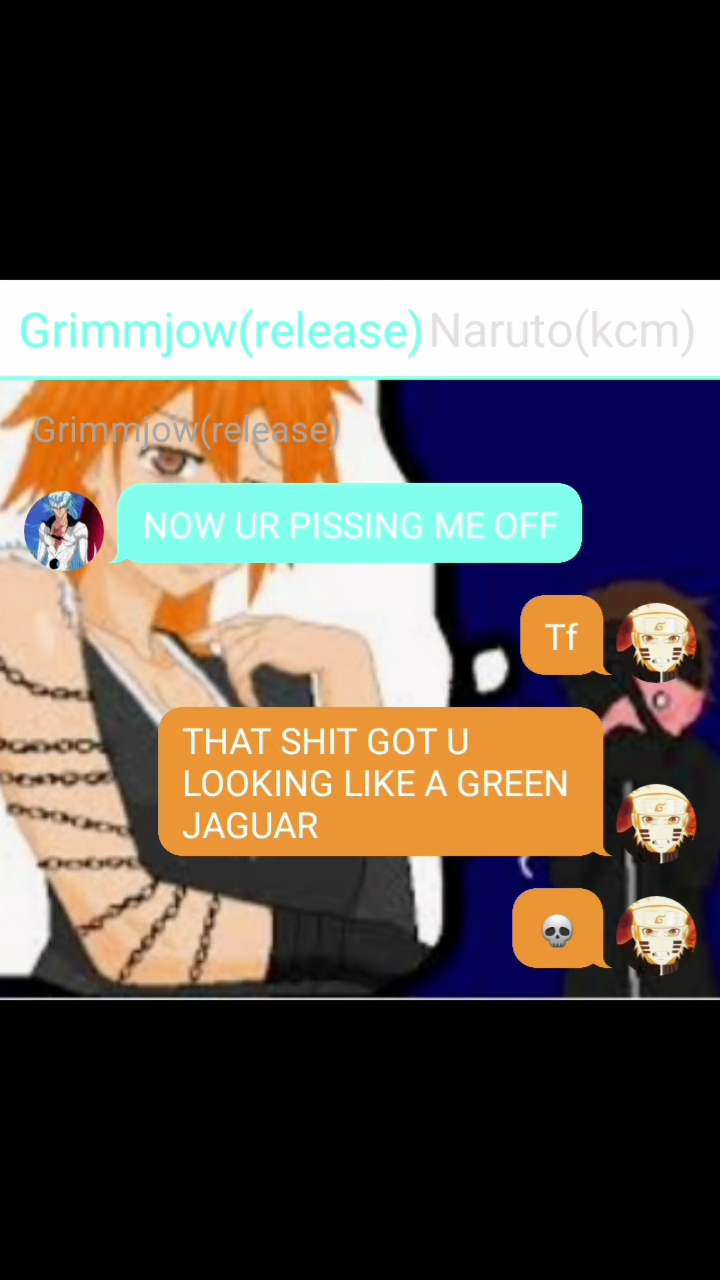 Grimmjow(release) Naruto(kcm)
Grimmjow(release)
NOW UR PISSING ME OFF
Tf
THAT SHIT GOT U
LOOKING LIKE A GREEN
JAGUAR
💀